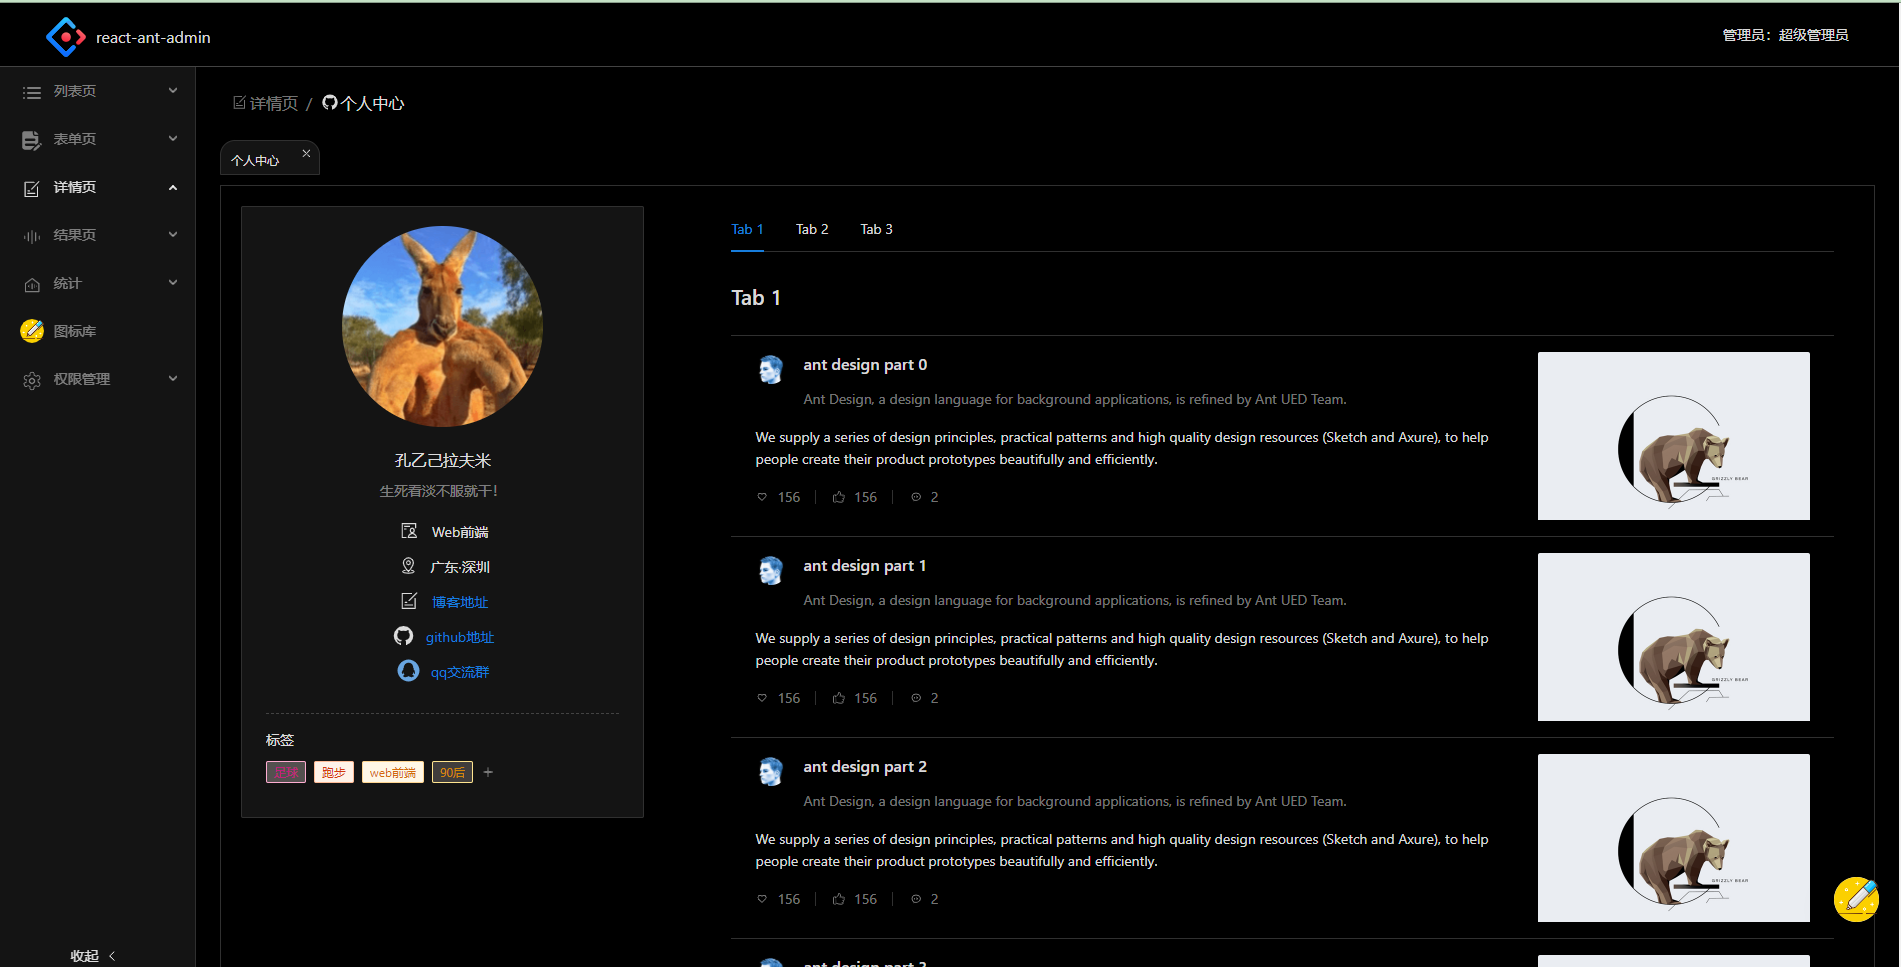 react-ant-admin
管理员：超级管理员
列表页
表单页
详情页
结果页
统计
图标库
权限管理
收起
详情页 / 个人中心
个人中心
孔乙己拉夫米
生死看淡不服就干！
Web前端
广东·深圳
博客地址
github地址
qq交流群
标签
足球 跑步 web前端 90后
Tab 1 Tab 2 Tab 3
Tab 1
ant design part 0
Ant Design, a design language for background applications, is refined by Ant UED Team.
We supply a series of design principles, practical patterns and high quality design resources (Sketch and Axure), to help
people create their product prototypes beautifully and efficiently.
156 156 2
GRIZZLY BEAR
ant design part 1
Ant Design, a design language for background applications, is refined by Ant UED Team.
We supply a series of design principles, practical patterns and high quality design resources (Sketch and Axure), to help
people create their product prototypes beautifully and efficiently.
156 156 2
GRIZZLY BEAR
ant design part 2
Ant Design, a design language for background applications, is refined by Ant UED Team.
We supply a series of design principles, practical patterns and high quality design resources (Sketch and Axure), to help
people create their product prototypes beautifully and efficiently.
156 156 2
GRIZZLY BEAR
ant design part 3